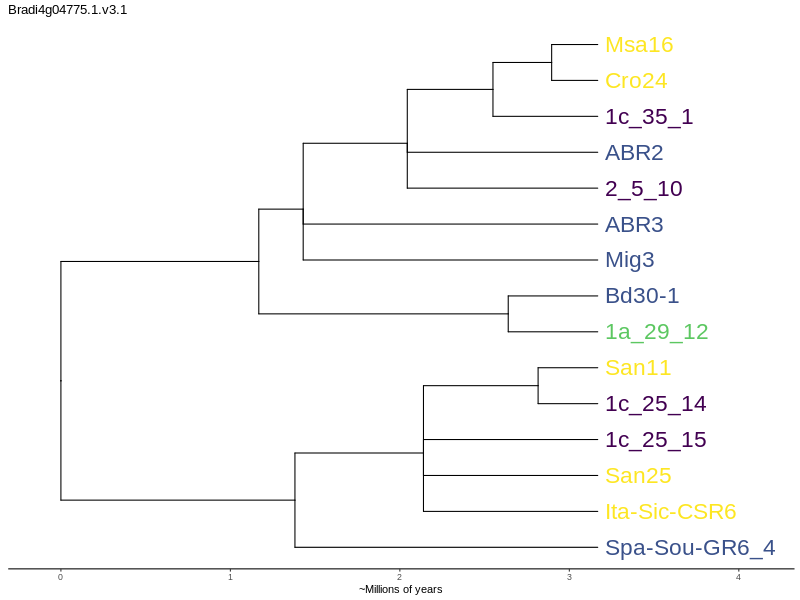 Bradi4g04775.1.v3.1
Msa16
Cro24
1c_35_1
ABR2
2_5_10
ABR3
Mig3
Bd30-1
1a_29_12
San11
1c_25_14
1c_25_15
San25
Ita-Sic-CSR6
Spa-Sou-GR6_4
0 1 2 3 4
~Millions of years